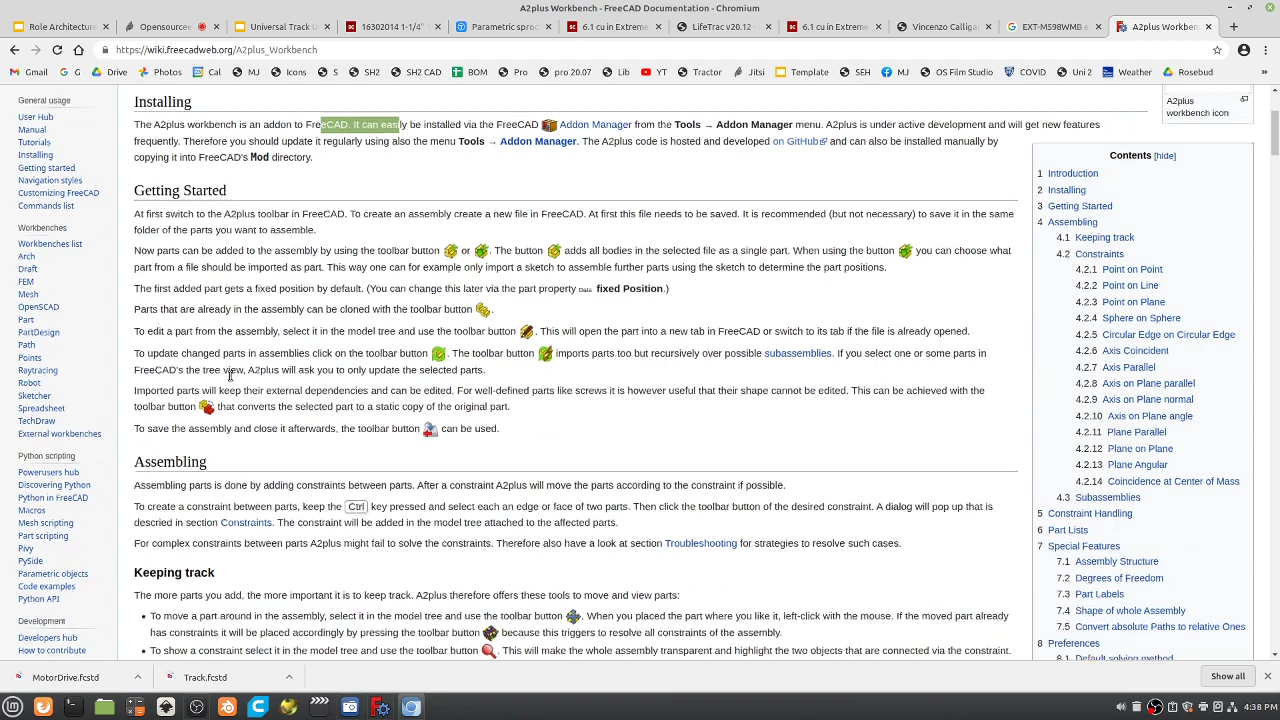 A2plus Workbench - FreeCAD Documentation - Chromium
Role Architectur
Opensource
Universal Track U
16302014 1-1/4"
Parametric sproc
6.1 cu in Extreme
LifeTrac v20.12 -
6.1 cu in Extreme
Vincenzo Calligar
EXT-M598WMB e
A2plus Workbenc
https://wiki.freecadweb.org/A2plus_Workbench
Gmail G Drive Photos Cal MJ Icons S SH2 SH2 CAD BOM Pro pro 20.07 Lib YT Tractor Jitsi Template SEH MJ OS Film Studio COVID Uni 2 Weather Rosebud »
General usage
User Hub
Manual
Tutorials
Installing
Getting started
Navigation styles
Customizing FreeCAD
Commands list
Workbenches
Workbenches list
Arch
Draft
FEM
Mesh
OpenSCAD
Part
PartDesign
Path
Points
Raytracing
Robot
Sketcher
Spreadsheet
TechDraw
External workbenches
Python scripting
Powerusers hub
Discovering Python
Python in FreeCAD
Macros
Mesh scripting
Part scripting
Pivy
PySide
Parametric objects
Code examples
Python API
Development
Developers hub
How to contribute
Installing
The A2plus workbench is an addon to FreeCAD. It can easily be installed via the FreeCAD Addon Manager from the Tools → Addon Manager menu. A2plus is under active development and will get new features
frequently. Therefore you should update it regularly using also the menu Tools → Addon Manager. The A2plus code is hosted and developed on GitHub and can also be installed manually by
copying it into FreeCAD's Mod directory.
Getting Started
At first switch to the A2plus toolbar in FreeCAD. To create an assembly create a new file in FreeCAD. At first this file needs to be saved. It is recommended (but not necessary) to save it in the same
folder of the parts you want to assemble.
Now parts can be added to the assembly by using the toolbar button or . The button adds all bodies in the selected file as a single part. When using the button you can choose what
part from a file should be imported as part. This way one can for example only import a sketch to assemble further parts using the sketch to determine the part positions.
The first added part gets a fixed position by default. (You can change this later via the part property Data fixed Position.)
Parts that are already in the assembly can be cloned with the toolbar button .
To edit a part from the assembly, select it in the model tree and use the toolbar button . This will open the part into a new tab in FreeCAD or switch to its tab if the file is already opened.
To update changed parts in assemblies click on the toolbar button . The toolbar button imports parts too but recursively over possible subassemblies. If you select one or some parts in
FreeCAD's the tree view, A2plus will ask you to only update the selected parts.
Imported parts will keep their external dependencies and can be edited. For well-defined parts like screws it is however useful that their shape cannot be edited. This can be achieved with the
toolbar button that converts the selected part to a static copy of the original part.
To save the assembly and close it afterwards, the toolbar button can be used.
Assembling
Assembling parts is done by adding constraints between parts. After a constraint A2plus will move the parts according to the constraint if possible.
To create a constraint between parts, keep the Ctrl key pressed and select each an edge or face of two parts. Then click the toolbar button of the desired constraint. A dialog will pop up that is
descried in section Constraints. The constraint will be added in the model tree attached to the affected parts.
For complex constraints between parts A2plus might fail to solve the constraints. Therefore also have a look at section Troubleshooting for strategies to resolve such cases.
Keeping track
The more parts you add, the more important it is to keep track. A2plus therefore offers these tools to move and view parts:
• To move a part around in the assembly, select it in the model tree and use the toolbar button . When you placed the part where you like it, left-click with the mouse. If the moved part already
has constraints it will be placed accordingly by pressing the toolbar button because this triggers to resolve all constraints of the assembly.
• To show a constraint select it in the model tree and use the toolbar button . This will make the whole assembly transparent and highlight the two objects that are connected via the constraint.
A2plus
workbench icon
Contents [hide]
1 Introduction
2 Installing
3 Getting Started
4 Assembling
4.1 Keeping track
4.2 Constraints
4.2.1 Point on Point
4.2.2 Point on Line
4.2.3 Point on Plane
4.2.4 Sphere on Sphere
4.2.5 Circular Edge on Circular Edge
4.2.6 Axis Coincident
4.2.7 Axis Parallel
4.2.8 Axis on Plane parallel
4.2.9 Axis on Plane normal
4.2.10 Axis on Plane angle
4.2.11 Plane Parallel
4.2.12 Plane on Plane
4.2.13 Plane Angular
4.2.14 Coincidence at Center of Mass
4.3 Subassemblies
5 Constraint Handling
6 Part Lists
7 Special Features
7.1 Assembly Structure
7.2 Degrees of Freedom
7.3 Part Labels
7.4 Shape of whole Assembly
7.5 Convert absolute Paths to relative Ones
8 Preferences
8.1 Default solving method
MotorDrive.fcstd
Track.fcstd
Show all
4:38 PM